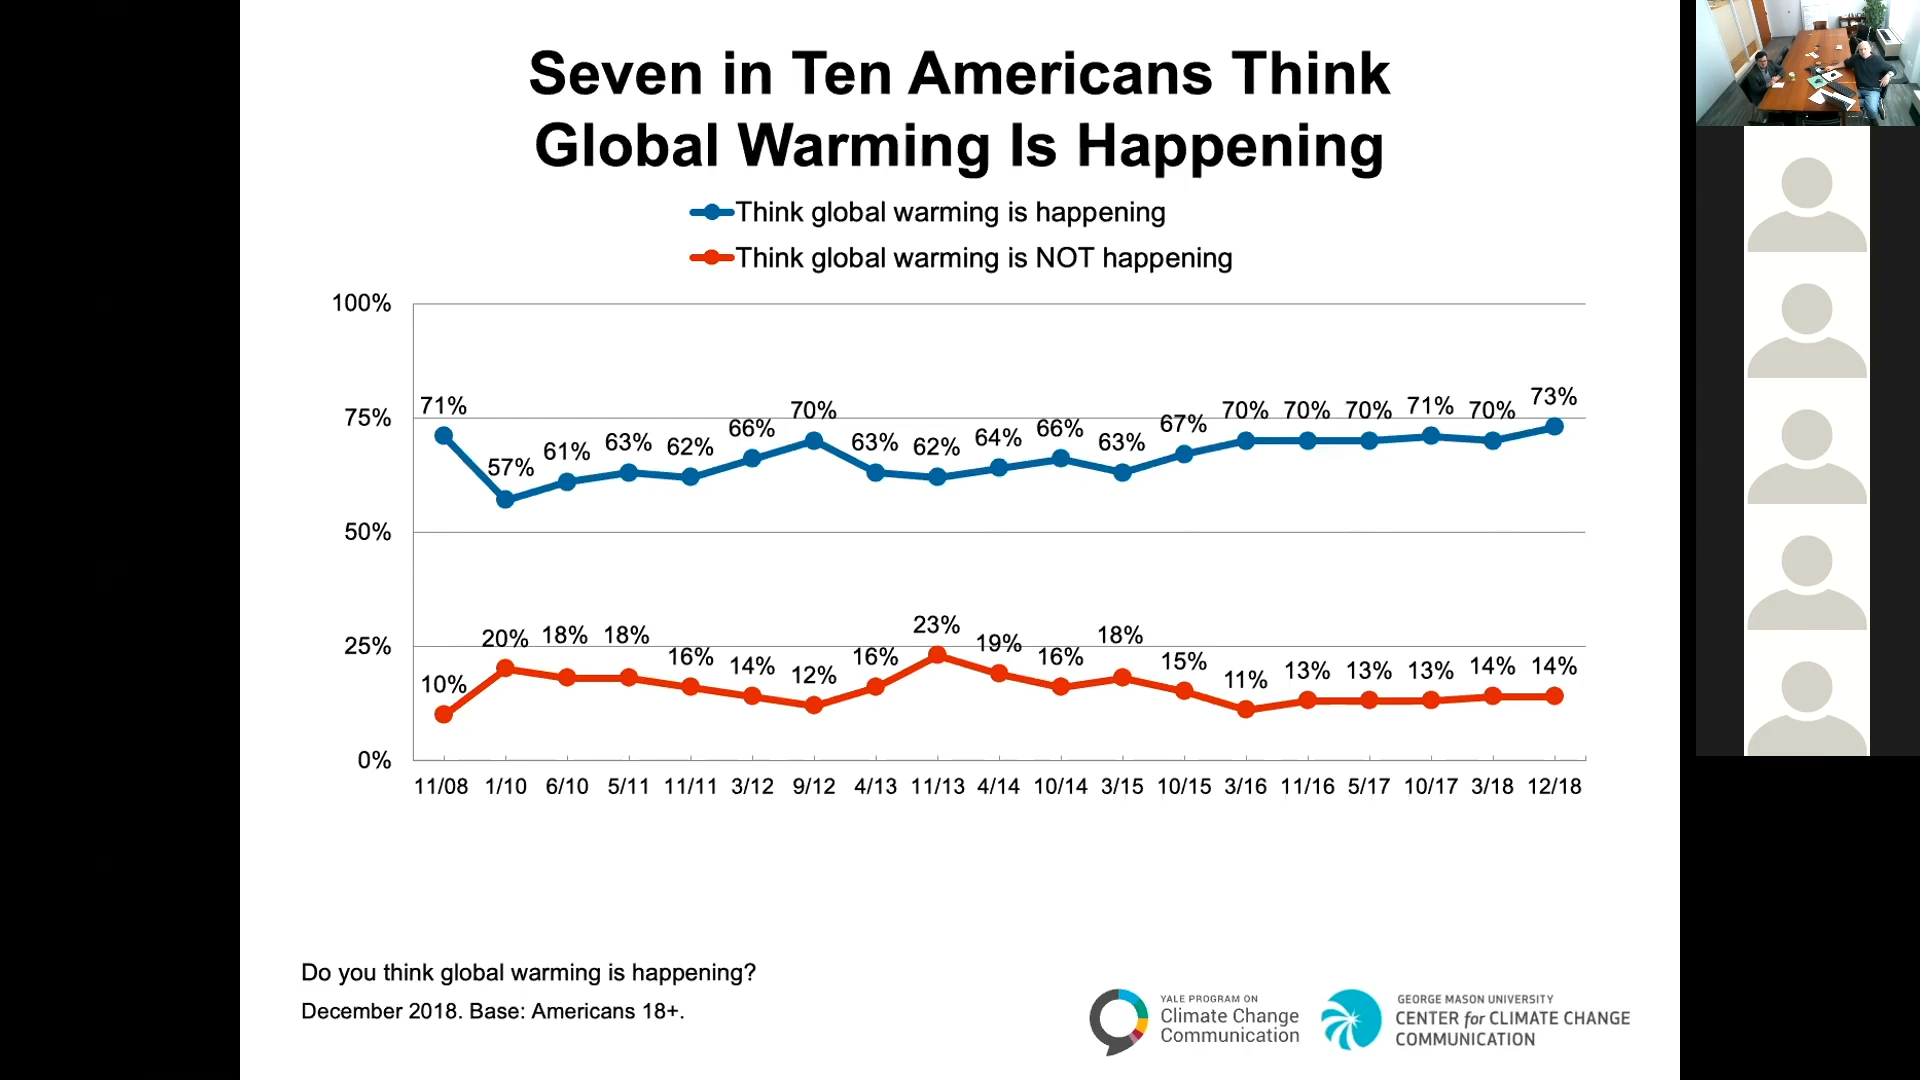 Seven in Ten Americans Think
Global Warming Is Happening
Think global warming is happening
Think global warming is NOT happening
100%
75%
50%
25%
0%
71% 57% 61% 63% 62% 66% 70% 63% 62% 64% 66% 63% 67% 70% 70% 70% 71% 70% 73%
10% 20% 18% 18% 16% 14% 12% 16% 23% 19% 16% 18% 15% 11% 13% 13% 13% 14% 14%
11/08 1/10 6/10 5/11 11/11 3/12 9/12 4/13 11/13 4/14 10/14 3/15 10/15 3/16 11/16 5/17 10/17 3/18 12/18
Do you think global warming is happening?
December 2018. Base: Americans 18+.
YALE PROGRAM ON
Climate Change
Communication
GEORGE MASON UNIVERSITY
CENTER for CLIMATE CHANGE
COMMUNICATION